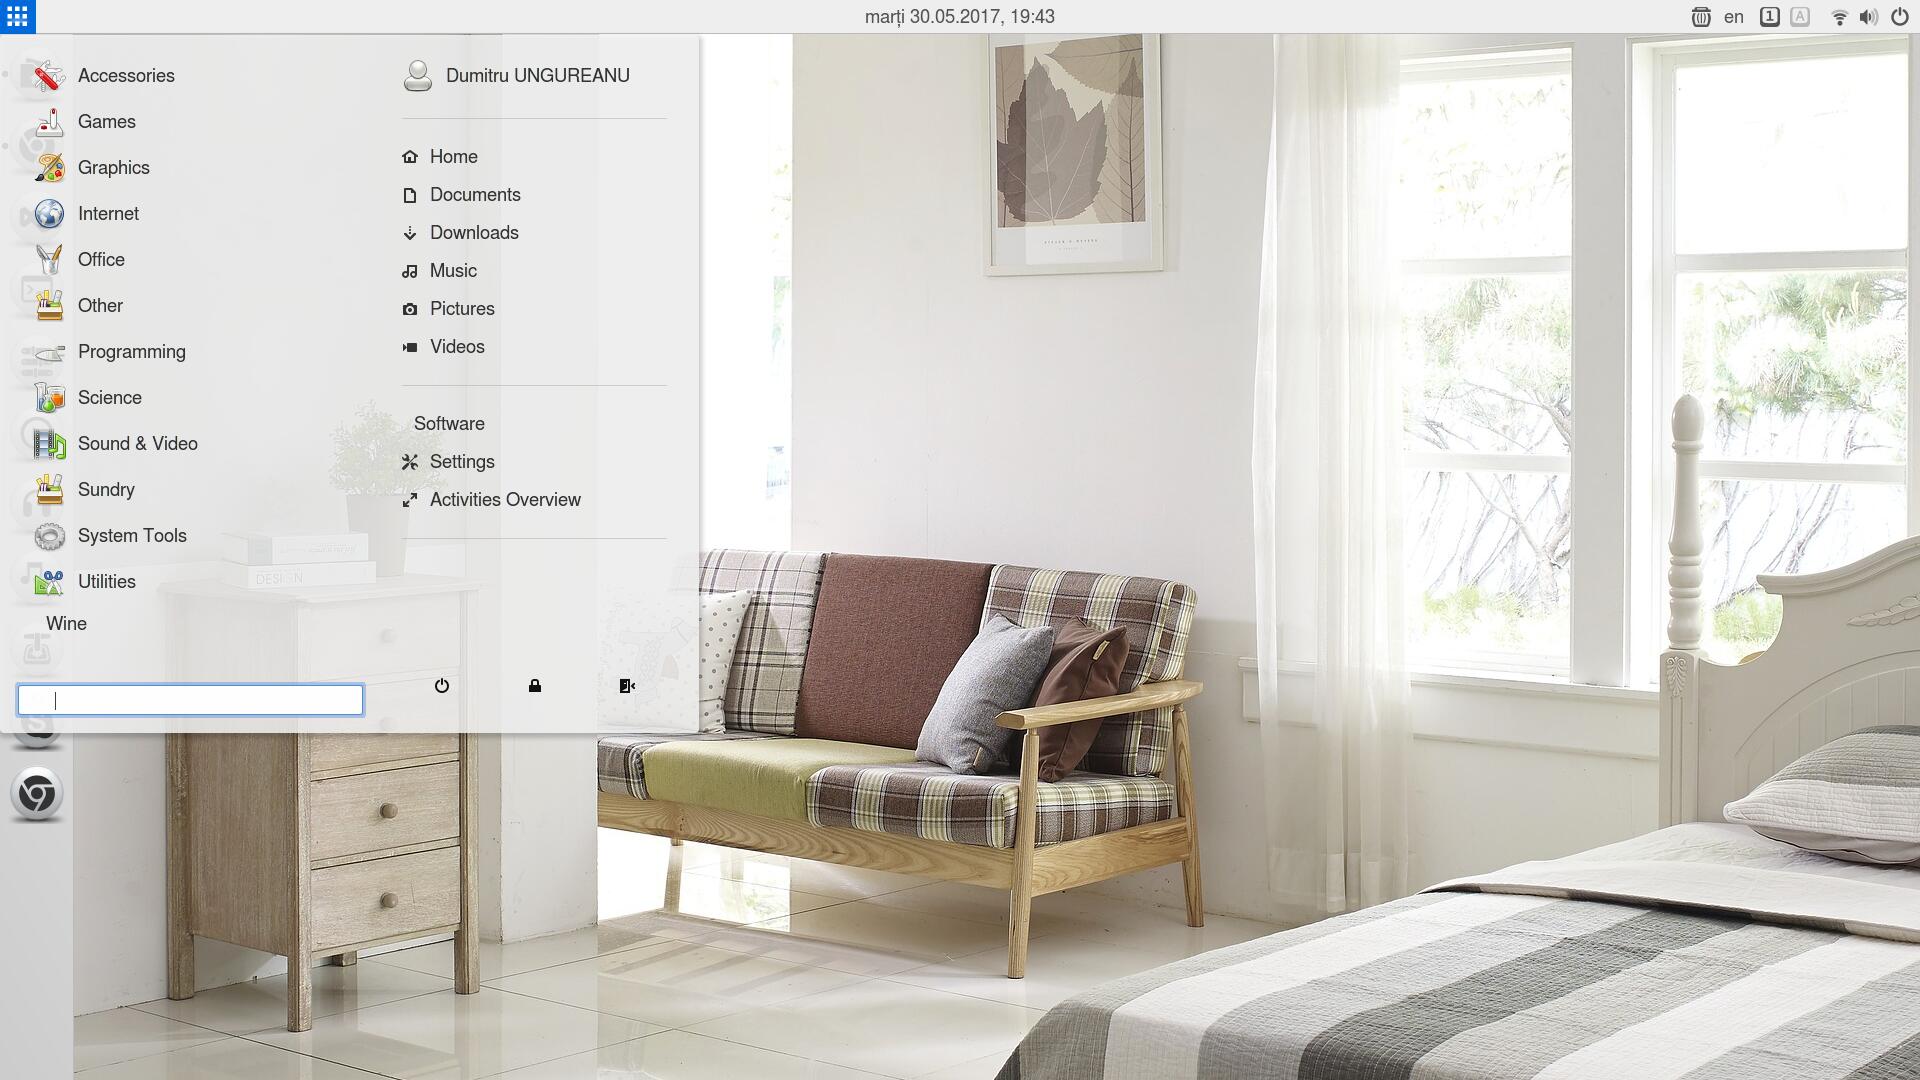 marți 30.05.2017, 19:43
en
1
A
Accessories
Games
Graphics
Internet
Office
Other
Programming
Science
Sound & Video
Sundry
System Tools
Utilities
Wine
Dumitru UNGUREANU
Home
Documents
Downloads
Music
Pictures
Videos
Software
Settings
Activities Overview
DESIGN